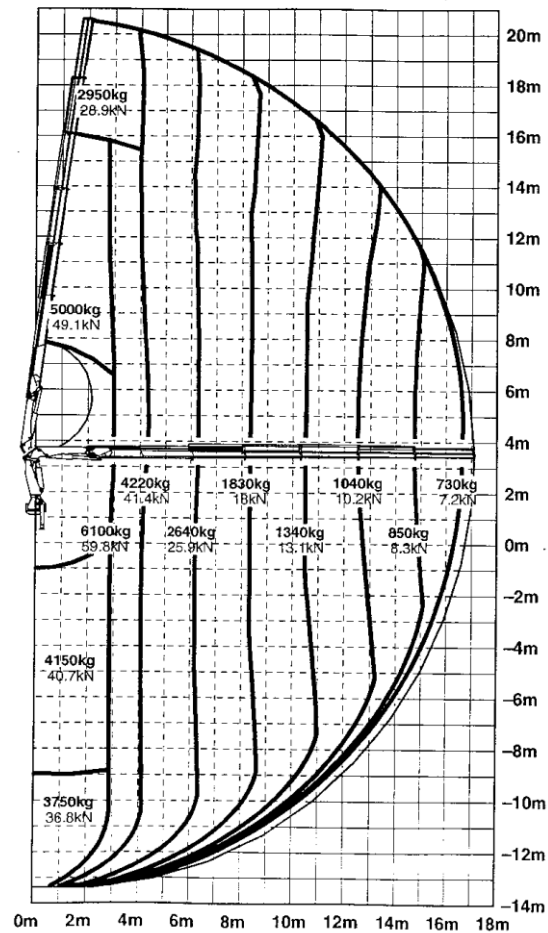 20m
2950kg
28.9kN
18m
16m
14m
12m
10m
5000kg
49.1kN
8m
6m
4m
4220kg
41.4kN
1830kg
18kN
1040kg
10.2kN
730kg
7.2kN
2m
6100kg
59.8kN
2640kg
25.9kN
1340kg
13.1kN
850kg
8.3kN
0m
-2m
4150kg
40.7kN
-4m
-6m
-8m
3750kg
36.8kN
-10m
-12m
-14m
0m 2m 4m 6m 8m 10m 12m 14m 16m 18m